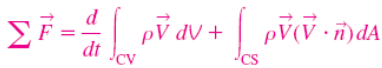 ∑ F⃗ = d/dt ∫_CV ρV⃗ dV + ∫_CS ρV⃗(V⃗ · n⃗) dA